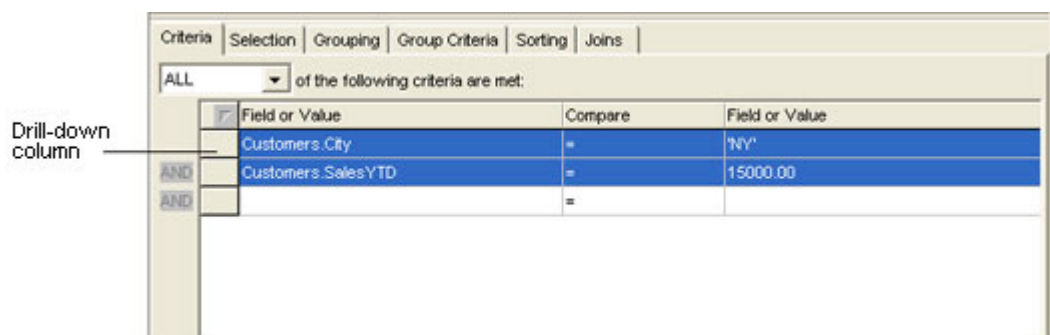 Criteria Selection Grouping Group Criteria Sorting Joins
ALL of the following criteria are met:
Field or Value Compare Field or Value
Drill-down
column
Customers.City = 'NY'
AND Customers.SalesYTD = 15000.00
AND =